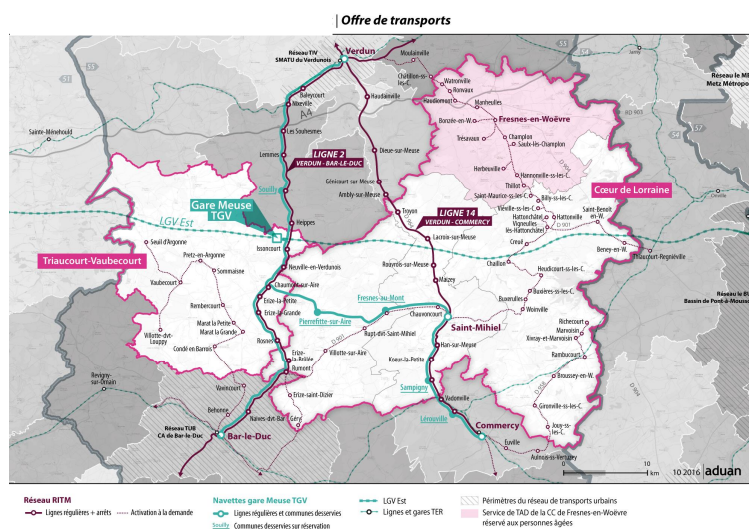 Offre de transports
Réseau TIV
SMATU du Verdunois
Verdun
Moulainville
Jarny
Châtillon-ss-
les-C.
Watronville
Ronvaux
Haudiomont
Manheulles
Réseau le ME
Metz Métropo
Baleycourt
Nixéville
Haudainville
Bonzée-en-W.
Fresnes-en-Woëvre
Sainte-Ménehould
Les Souhesmes
Trésavaux
Champlon
Saulx-lès-Champlon
Lemmes
LIGNE 2
VERDUN - BAR-LE-DUC
Dieue-sur-Meuse
Herbeuville
Hannonville-ss-les-C.
Génicourt sur Meuse
Thillot
Souilly
Ambly-sur-Meuse
Saint-Maurice-ss-les-C.
Billy-ss-les-C.
Cœur de Lorraine
Gare Meuse
TGV
Troyon
Viéville-ss-les-C.
Hattonchâtel
Vigneulles
lès-Hattonchâtel
Hattonville
Saint-Benoît
en-W.
LGV Est
Heippes
LIGNE 14
VERDUN - COMMERCY
D 901
Seuil d'Argonne
Issoncourt
Lacroix-sur-Meuse
Creuë
Beney-en-W.
Thiaucourt-Regniéville
Triaucourt-Vaubecourt
Pretz-en-Argonne
Sommaisne
Neuville-en-Verdunois
Rouvrois-sur-Meuse
Chaillon
Vaubecourt
Chaumont-sur-Aire
Maizey
Heudicourt-ss-les-C.
Rembercourt
Erize-la-Petite
Erize-la-Grande
Fresnes-au-Mont
Buxières-ss-les-C.
Buxerulles
Marat la Petite
Marat la Grande
Pierrefitte-sur-Aire
Chauvoncourt
Woinville
Saint-Mihiel
Villotte-dvt-
Louppy
Condé en Barrois
Rosnes
Rupt-dvt-Saint-Mihiel
Richecourt
Marvoisin
Xivray-et-Marvoisin
Han-sur-Meuse
Rambucourt
Erize-
la-Brûlée
Villotte-sur-Aire
Koeur-la-Petite
Rumont
Revigny-
sur-Ornain
Vavincourt
Erize-saint-Dizier
Sampigny
Broussey-en-W.
Behonne
Vadonville
Gironville-ss-les-C.
Réseau TUB
CA de Bar-le-Duc
Naives-dvt-Bar
Géry
Lérouville
Jouy-ss-
les-C.
Bar-le-Duc
Commercy
Euville
Aulnois-ss-Vertuzey
Réseau le Bl
Bassin de Pont-à-Mousso
0
10
km
10 2016
aduan
Réseau RITM
Lignes régulières + arrêts
Activation à la demande
Navettes gare Meuse TGV
Lignes régulières et communes desservies
Souilly
Communes desservies sur réservation
LGV Est
Lignes et gares TER
Périmètres du réseau de transports urbains
Service de TAD de la CC de Fresnes-en-Woëvre
réservé aux personnes âgées